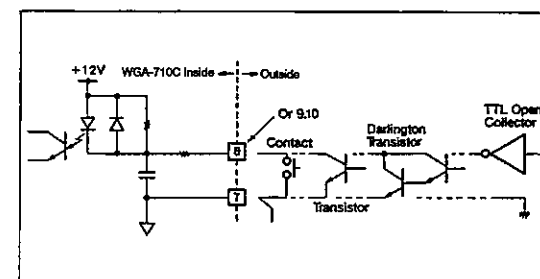 +12V
WGA-710C Inside
Outside
Or 9.10
TTL Open
Collector
8
Contact
Darlington
Transistor
7
Transistor